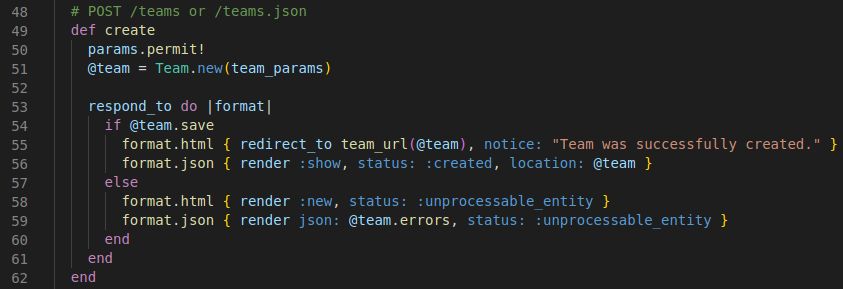 48 # POST /teams or /teams.json
49 def create
50 params.permit!
51 @team = Team.new(team_params)
52
53 respond_to do |format|
54 if @team.save
55 format.html { redirect_to team_url(@team), notice: "Team was successfully created." }
56 format.json { render :show, status: :created, location: @team }
57 else
58 format.html { render :new, status: :unprocessable_entity }
59 format.json { render json: @team.errors, status: :unprocessable_entity }
60 end
61 end
62 end